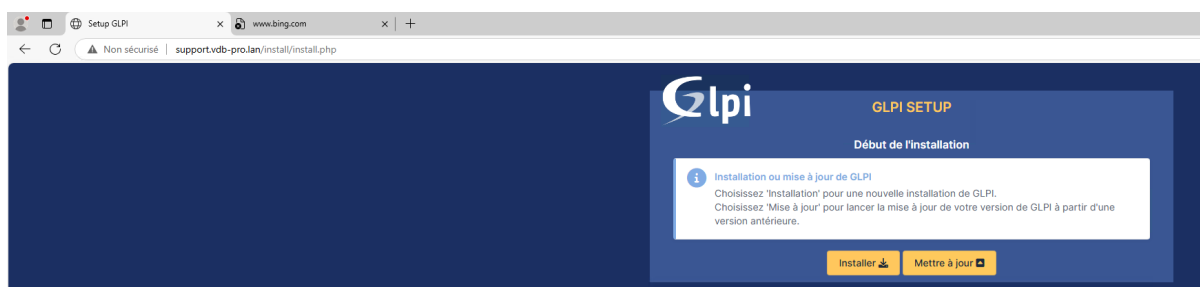 Setup GLPI
www.bing.com
Non sécurisé
support.vdb-pro.lan/install/install.php
Glpi
GLPI SETUP
Début de l'installation
Installation ou mise à jour de GLPI
Choisissez 'Installation' pour une nouvelle installation de GLPI.
Choisissez 'Mise à jour' pour lancer la mise à jour de votre version de GLPI à partir d'une
version antérieure.
Installer
Mettre à jour